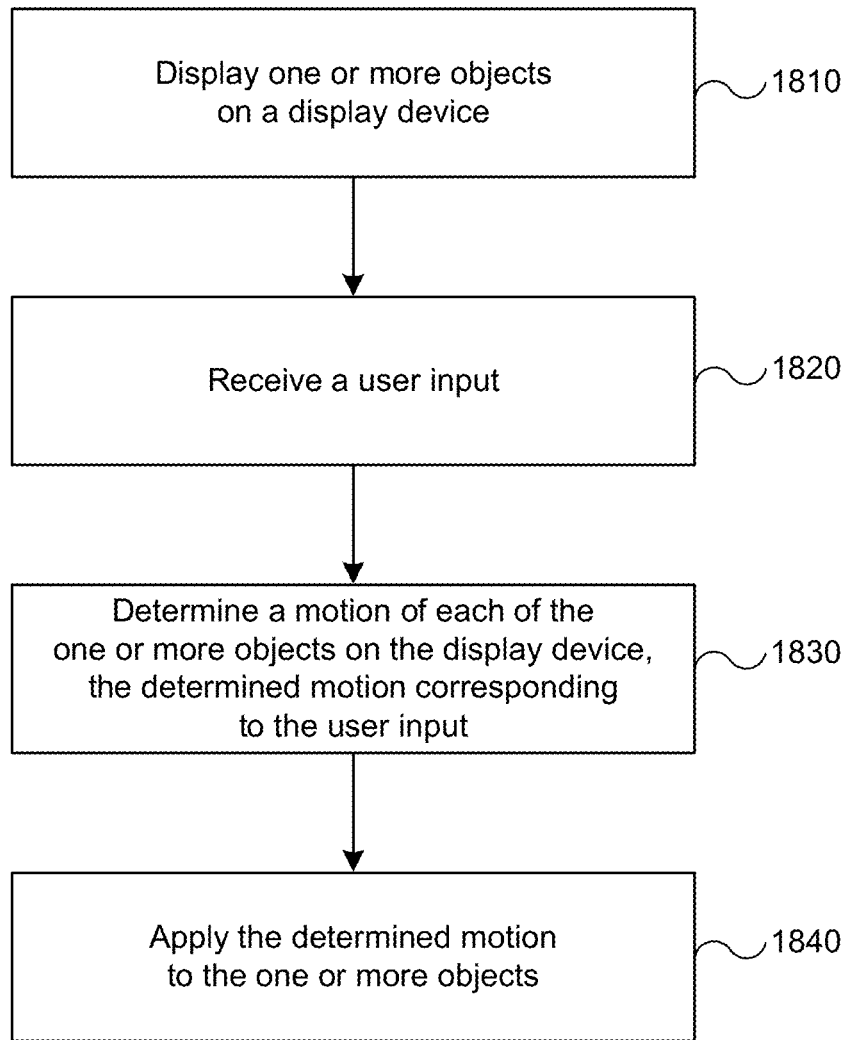 Display one or more objects
on a display device
1810
Receive a user input
1820
Determine a motion of each of the
one or more objects on the display device,
the determined motion corresponding
to the user input
1830
Apply the determined motion
to the one or more objects
1840